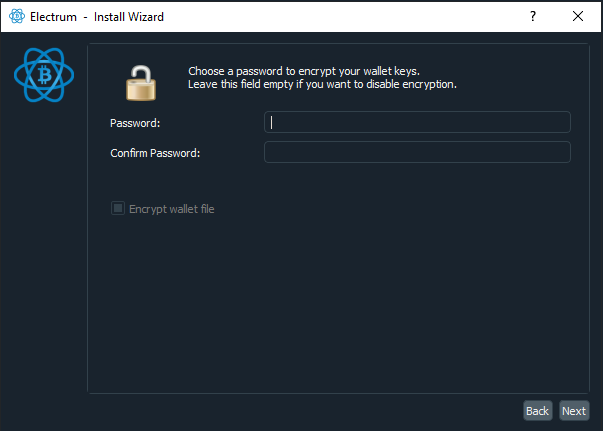 Electrum - Install Wizard
?
Choose a password to encrypt your wallet keys.
Leave this field empty if you want to disable encryption.
Password:
Confirm Password:
Encrypt wallet file
Back Next